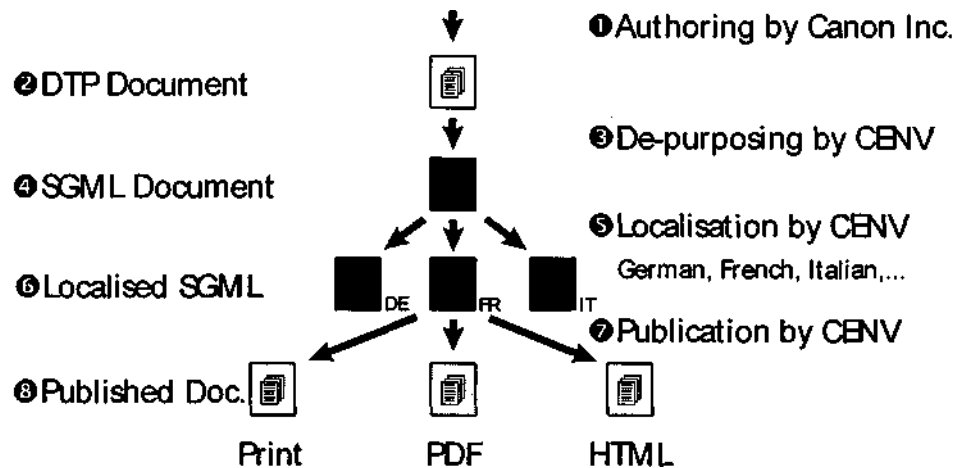 ❶Authoring by Canon Inc.
❷DTP Document
❸De-purposing by CENV
❹SGML Document
❺Localisation by CENV
German, French, Italian,...
❻Localised SGML
DE
FR
IT
❼Publication by CENV
❽Published Doc.
Print
PDF
HTML